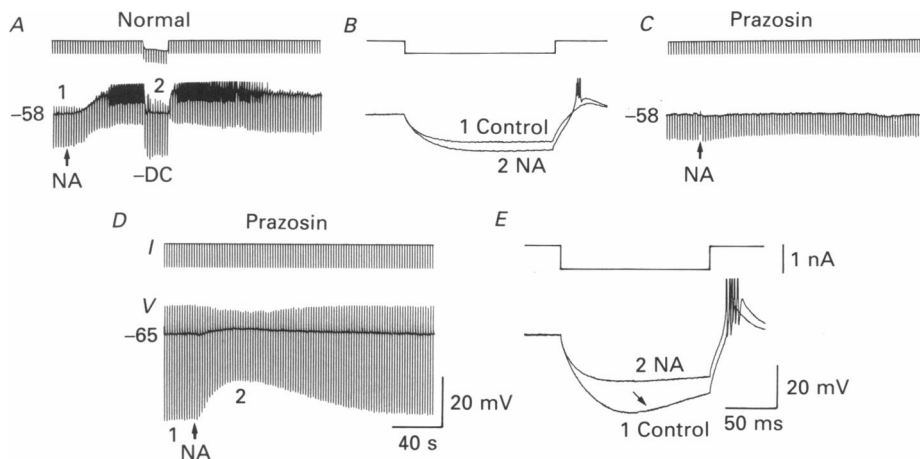 A
Normal
1
2
−58
NA
−DC
B
1 Control
2 NA
C
Prazosin
−58
NA
D
Prazosin
I
V
−65
1
2
NA
20 mV
40 s
E
1 nA
2 NA
1 Control
20 mV
50 ms